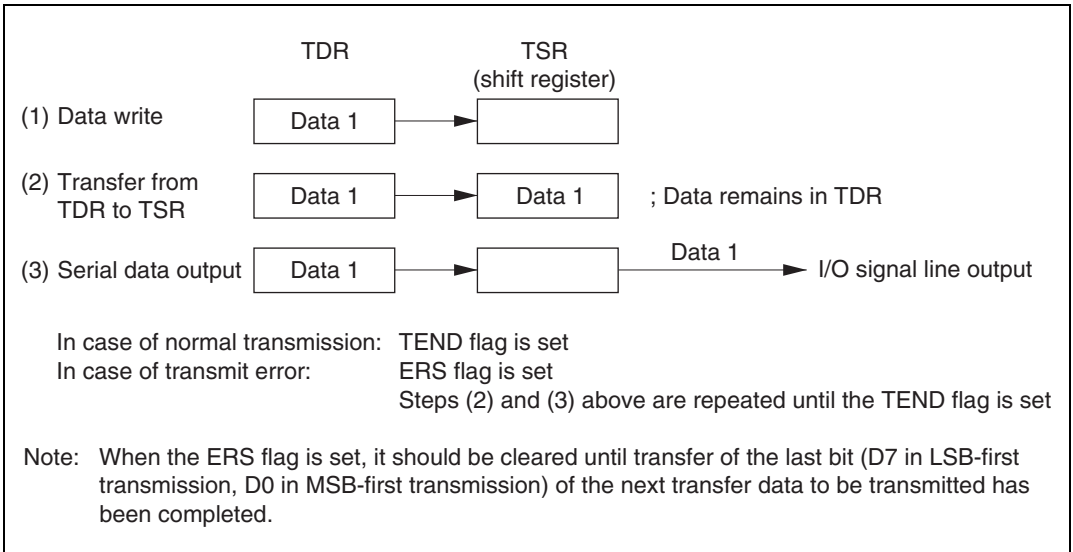 TDR TSR
(shift register)
(1) Data write Data 1
(2) Transfer from
TDR to TSR Data 1 Data 1 ; Data remains in TDR
(3) Serial data output Data 1 Data 1 I/O signal line output
In case of normal transmission: TEND flag is set
In case of transmit error: ERS flag is set
Steps (2) and (3) above are repeated until the TEND flag is set
Note: When the ERS flag is set, it should be cleared until transfer of the last bit (D7 in LSB-first
transmission, D0 in MSB-first transmission) of the next transfer data to be transmitted has
been completed.